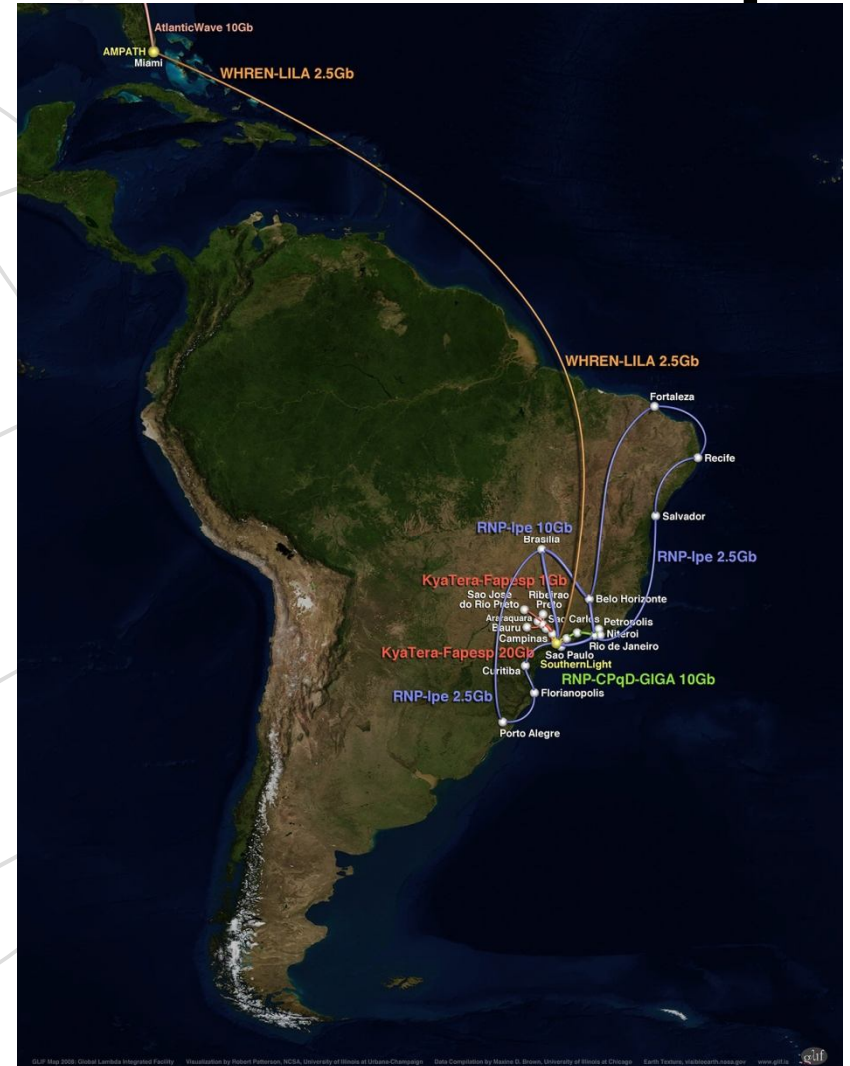 AtlanticWave 10Gb
AMPATH
Miami
WHREN-LILA 2.5Gb
WHREN-LILA 2.5Gb
Fortaleza
Recife
Salvador
RNP-Ipe 10Gb
Brasilia
RNP-Ipe 2.5Gb
KyaTera-Fapesp 1Gb
Sao Jose
do Rio Preto
Ribeirao
Preto
Belo Horizonte
Araraquara
Sao Carlos
Petropolis
Bauru
Niteroi
Campinas
Rio de Janeiro
KyaTera-Fapesp 20Gb
Sao Paulo
SouthernLight
Curitiba
RNP-CPqD-GIGA 10Gb
RNP-Ipe 2.5Gb
Florianopolis
Porto Alegre
GLIF Map 2008: Global Lambda Integrated Facility Visualization by Robert Patterson, NCSA, University of Illinois at Urbana-Champaign Data Compilation by Maxine D. Brown, University of Illinois at Chicago Earth Texture, visibleearth.nasa.gov www.glif.is
glif